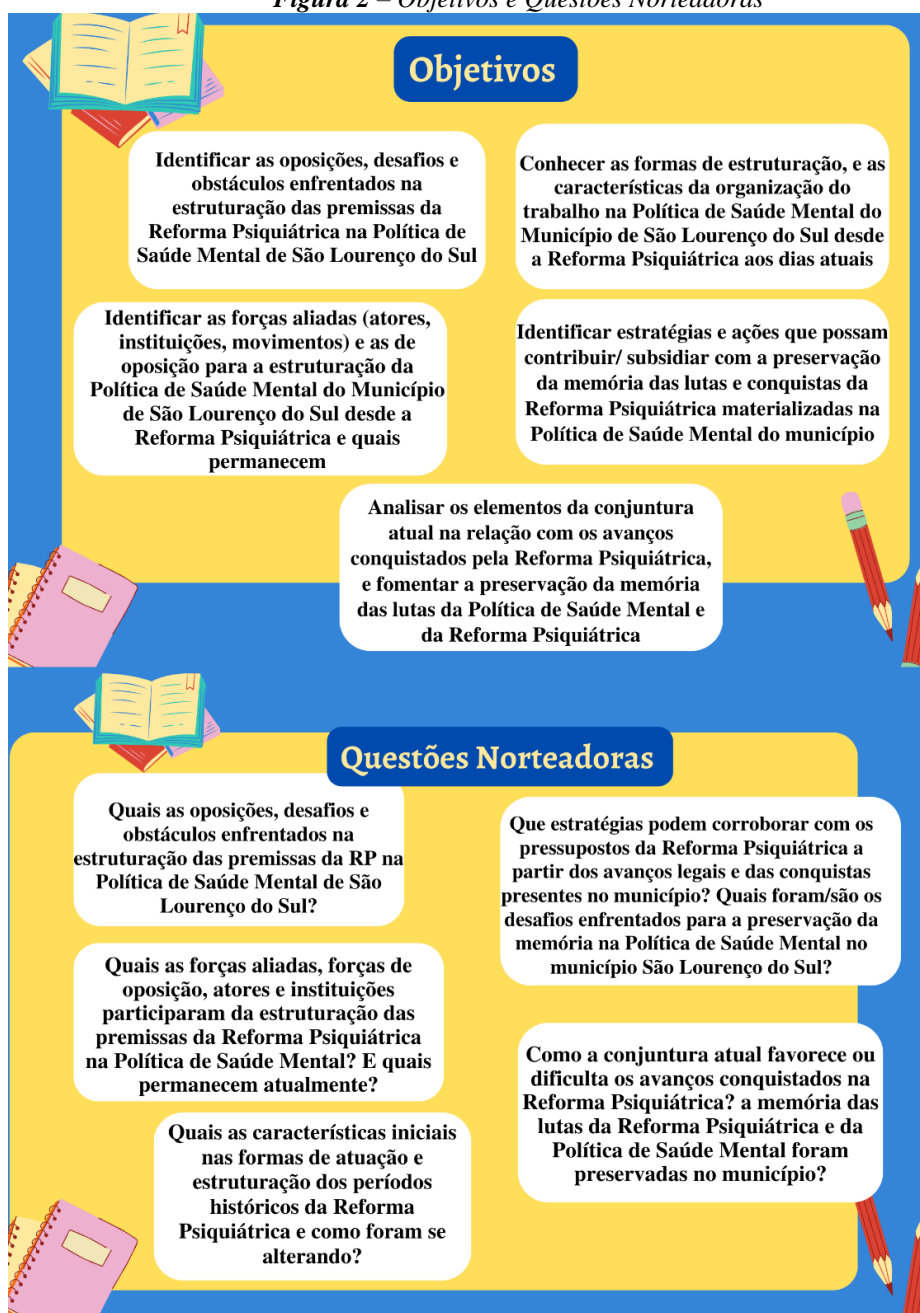 Figura 2 – Objetivos e Questões Norteadoras
Objetivos
Identificar as oposições, desafios e
obstáculos enfrentados na
estruturação das premissas da
Reforma Psiquiátrica na Política de
Saúde Mental de São Lourenço do Sul
Conhecer as formas de estruturação, e as
características da organização do
trabalho na Política de Saúde Mental do
Município de São Lourenço do Sul desde
a Reforma Psiquiátrica aos dias atuais
Identificar as forças aliadas (atores,
instituições, movimentos) e as de
oposição para a estruturação da
Política de Saúde Mental do Município
de São Lourenço do Sul desde a
Reforma Psiquiátrica e quais
permanecem
Identificar estratégias e ações que possam
contribuir/ subsidiar com a preservação
da memória das lutas e conquistas da
Reforma Psiquiátrica materializadas na
Política de Saúde Mental do município
Analisar os elementos da conjuntura
atual na relação com os avanços
conquistados pela Reforma Psiquiátrica,
e fomentar a preservação da memória
das lutas da Política de Saúde Mental e
da Reforma Psiquiátrica
Questões Norteadoras
Quais as oposições, desafios e
obstáculos enfrentados na
estruturação das premissas da RP na
Política de Saúde Mental de São
Lourenço do Sul?
Que estratégias podem corroborar com os
pressupostos da Reforma Psiquiátrica a
partir dos avanços legais e das conquistas
presentes no município? Quais foram/são os
desafios enfrentados para a preservação da
memória na Política de Saúde Mental no
município São Lourenço do Sul?
Quais as forças aliadas, forças de
oposição, atores e instituições
participaram da estruturação das
premissas da Reforma Psiquiátrica
na Política de Saúde Mental? E quais
permanecem atualmente?
Como a conjuntura atual favorece ou
dificulta os avanços conquistados na
Reforma Psiquiátrica? a memória das
lutas da Reforma Psiquiátrica e da
Política de Saúde Mental foram
preservadas no município?
Quais as características iniciais
nas formas de atuação e
estruturação dos períodos
históricos da Reforma
Psiquiátrica e como foram se
alterando?